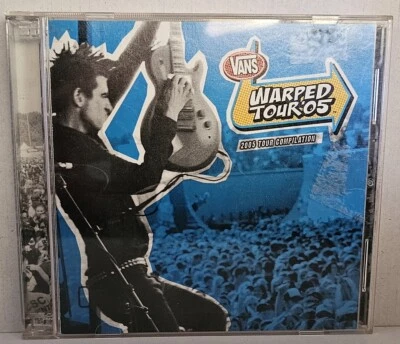 VANS
WARPED
TOUR'05
2005 TOUR COMPILATION